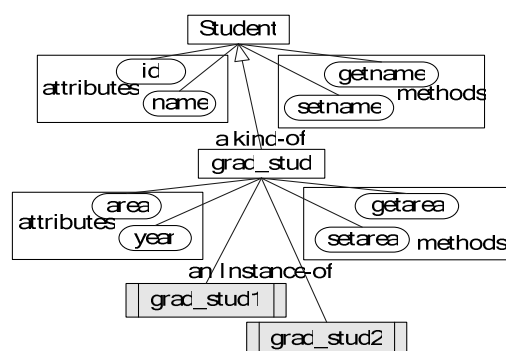 Student
id
getname
attributes
name
setname
methods
a kind-of
grad_stud
area
getarea
attributes
year
setarea
methods
an Instance-of
grad_stud1
grad_stud2